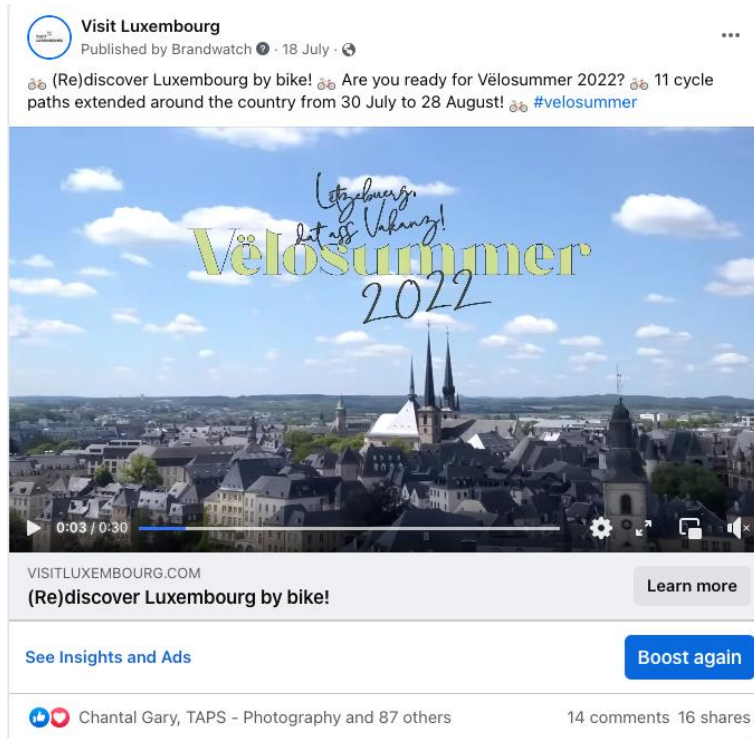 Visit Luxembourg
Published by Brandwatch · 18 July ·
(Re)discover Luxembourg by bike! Are you ready for Vëlosummer 2022? 11 cycle
paths extended around the country from 30 July to 28 August! #velosummer
Lëtzebuerg,
dat ass Vakanz!
Vëlosummer
2022
0:03 / 0:30
VISITLUXEMBOURG.COM
(Re)discover Luxembourg by bike!
Learn more
See Insights and Ads
Boost again
Chantal Gary, TAPS - Photography and 87 others
14 comments 16 shares